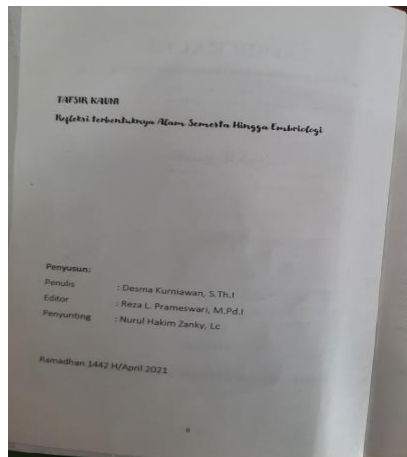 TAFSIR KAUNI
Refleksi terbentuknya Alam Semesta Hingga Embriologi
Penyusun:
Penulis : Desma Kurniawan, S.Th.I
Editor : Reza L. Prameswari, M.Pd.I
Penyunting : Nurul Hakim Zanky, Lc
Ramadhan 1442 H/April 2021